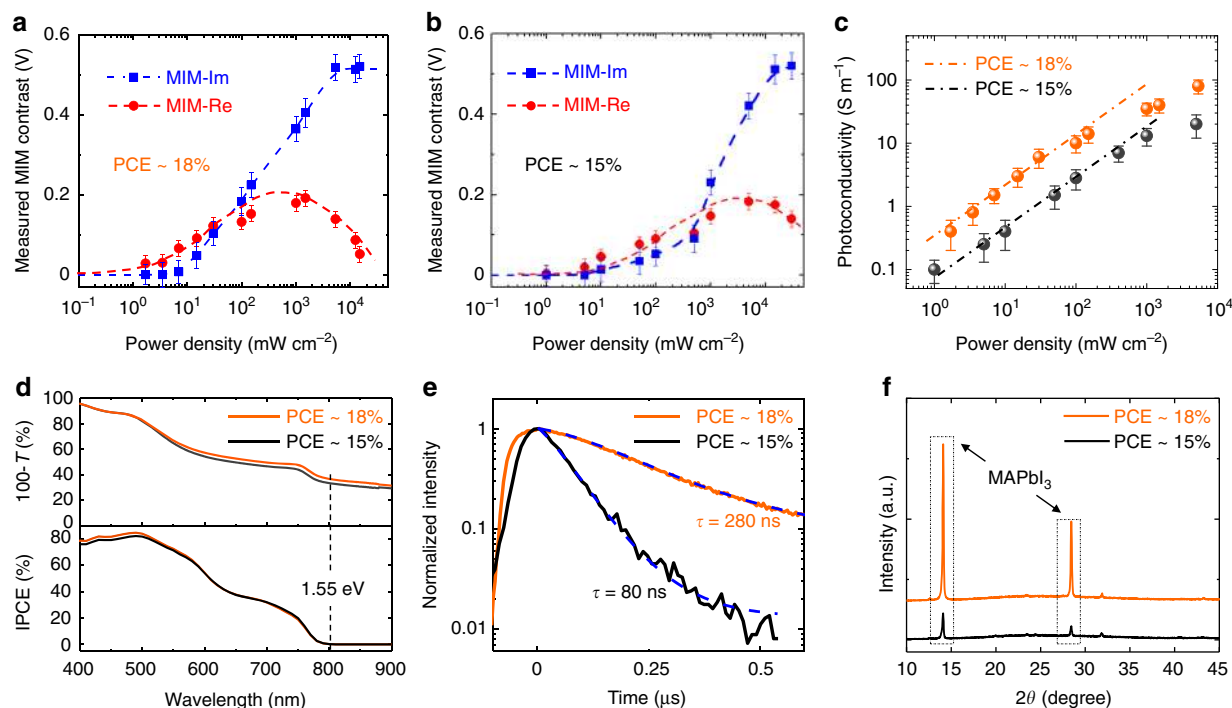 a
0.6
0.4
0.2
0
Measured MIM contrast (V)
MIM-Im
MIM-Re
PCE ~ 18%
10⁻¹ 10⁰ 10¹ 10² 10³ 10⁴
Power density (mW cm⁻²)
b
0.6
0.4
0.2
0
Measured MIM contrast (V)
MIM-Im
MIM-Re
PCE ~ 15%
10⁻¹ 10⁰ 10¹ 10² 10³ 10⁴
Power density (mW cm⁻²)
c
100
10
1
0.1
Photoconductivity (S m⁻¹)
PCE ~ 18%
PCE ~ 15%
10⁰ 10¹ 10² 10³ 10⁴
Power density (mW cm⁻²)
d
100
80
60
40
20
0
100-T (%)
PCE ~ 18%
PCE ~ 15%
80
40
0
IPCE (%)
1.55 eV
400 500 600 700 800 900
Wavelength (nm)
e
1
0.1
0.01
Normalized intensity
PCE ~ 18%
PCE ~ 15%
τ = 280 ns
τ = 80 ns
0 0.25 0.5
Time (μs)
f
Intensity (a.u.)
PCE ~ 18%
PCE ~ 15%
MAPbI₃
10 15 20 25 30 35 40 45
2θ (degree)